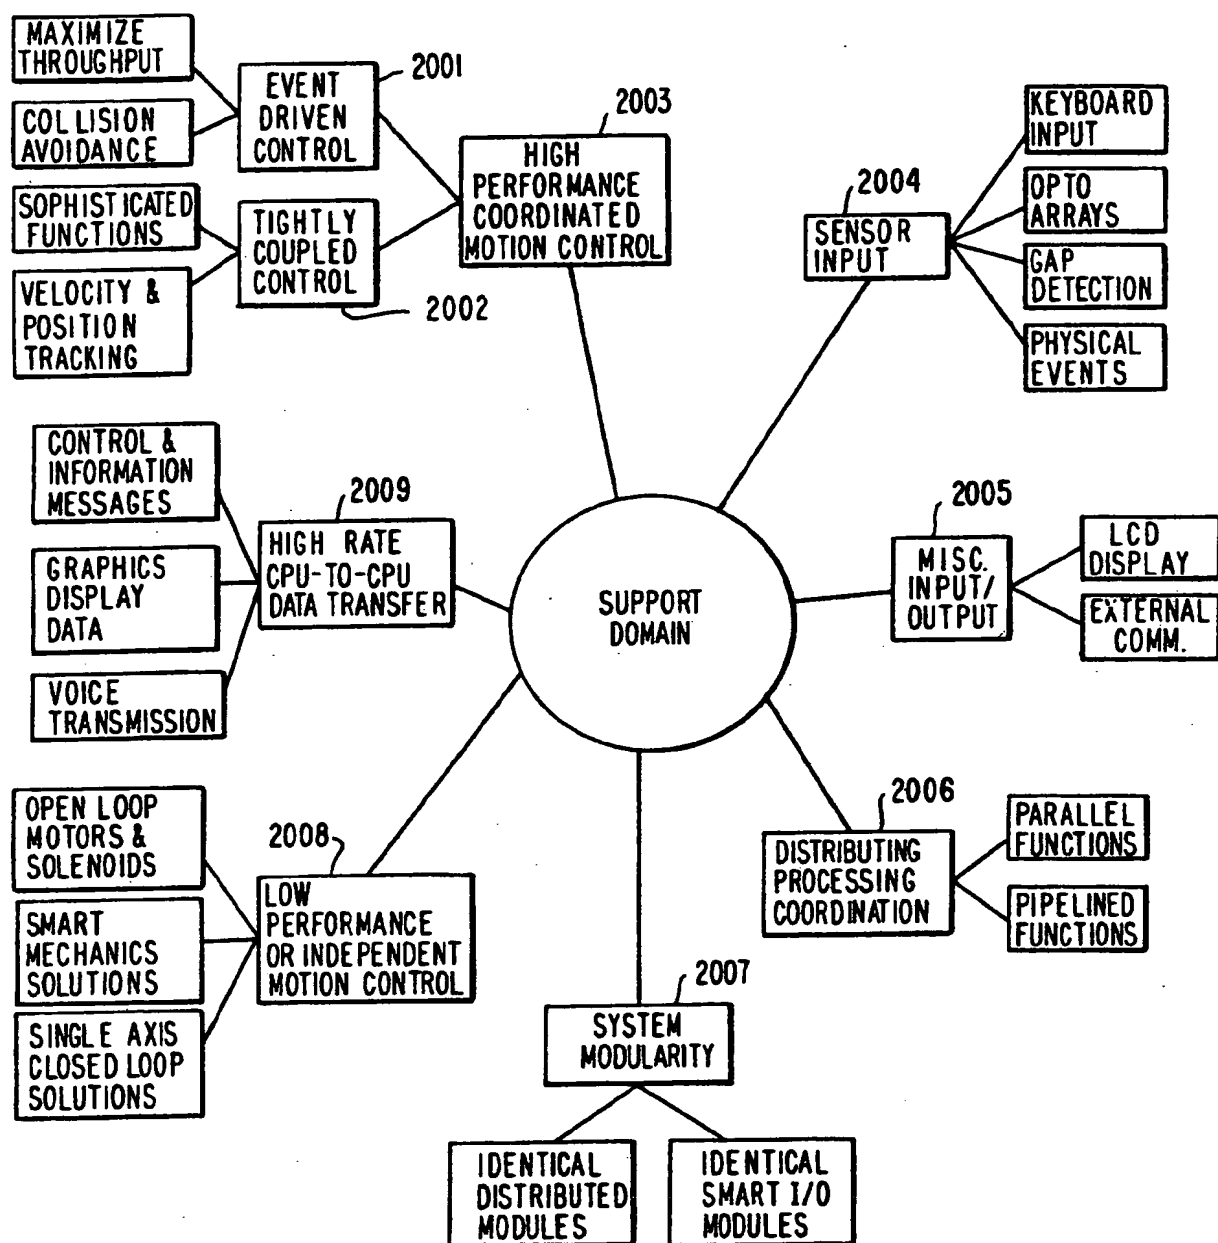 MAXIMIZE
THROUGHPUT
COLLISION
AVOIDANCE
SOPHISTICATED
FUNCTIONS
VELOCITY &
POSITION
TRACKING
EVENT
DRIVEN
CONTROL
2001
TIGHTLY
COUPLED
CONTROL
2002
2003
HIGH
PERFORMANCE
COORDINATED
MOTION CONTROL
2004
SENSOR
INPUT
KEYBOARD
INPUT
OPTO
ARRAYS
GAP
DETECTION
PHYSICAL
EVENTS
CONTROL &
INFORMATION
MESSAGES
GRAPHICS
DISPLAY
DATA
VOICE
TRANSMISSION
2009
HIGH RATE
CPU-TO-CPU
DATA TRANSFER
SUPPORT
DOMAIN
2005
MISC.
INPUT/
OUTPUT
LCD
DISPLAY
EXTERNAL
COMM.
OPEN LOOP
MOTORS &
SOLENOIDS
SMART
MECHANICS
SOLUTIONS
SINGLE AXIS
CLOSED LOOP
SOLUTIONS
2008
LOW
PERFORMANCE
OR INDEPENDENT
MOTION CONTROL
2006
DISTRIBUTING
PROCESSING
COORDINATION
PARALLEL
FUNCTIONS
PIPELINED
FUNCTIONS
2007
SYSTEM
MODULARITY
IDENTICAL
DISTRIBUTED
MODULES
IDENTICAL
SMART I/O
MODULES